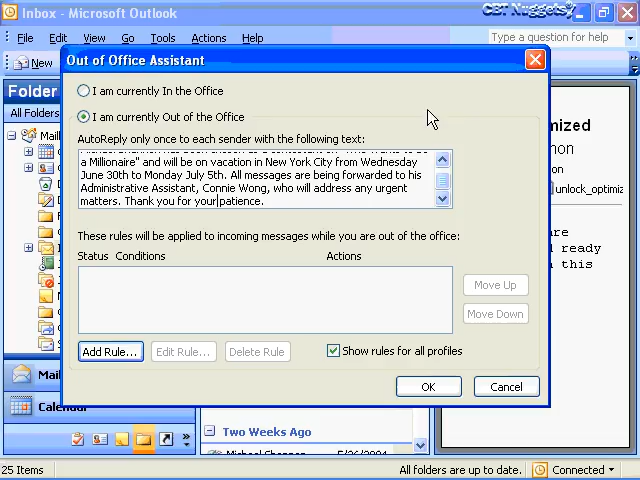 Inbox - Microsoft Outlook
CBT Nuggets
File Edit View Go Tools Actions Help
Type a question for help
New
Out of Office Assistant
Folder
All Folders
Mail
I am currently In the Office
I am currently Out of the Office
AutoReply only once to each sender with the following text:
a Millionaire" and will be on vacation in New York City from Wednesday
June 30th to Monday July 5th. All messages are being forwarded to his
Administrative Assistant, Connie Wong, who will address any urgent
matters. Thank you for your patience.
These rules will be applied to incoming messages while you are out of the office:
Status Conditions Actions
Move Up
Move Down
Add Rule... Edit Rule... Delete Rule
Show rules for all profiles
OK Cancel
mized
non
on
unlock_optimiz
are
d ready
n this
Mail
Calendar
Two Weeks Ago
25 Items
All folders are up to date.
Connected